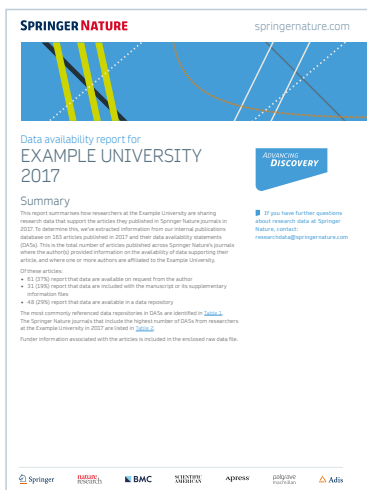 SPRINGER NATURE
springernature.com
Data availability report for
EXAMPLE UNIVERSITY
2017
ADVANCING
DISCOVERY
Summary
This report summarises how researchers at the Example University are sharing
research data that support the articles they published in Springer Nature journals in
2017. To determine this, we've extracted information from our internal publications
database on 163 articles published in 2017 and their data availability statements
(DASs). This is the total number of articles published across Springer Nature's journals
where the author(s) provided information on the availability of data supporting their
article, and where one or more authors are affiliated to the Example University.
If you have further questions
about research data at Springer
Nature, contact:
researchdata@springernature.com
Of these articles:
• 61 (37%) report that data are available on request from the author
• 31 (19%) report that data are included with the manuscript or its supplementary
information files
• 48 (29%) report that data are available in a data repository
The most commonly referenced data repositories in DASs are identified in Table 1.
The Springer Nature journals that include the highest number of DASs from researchers
at the Example University in 2017 are listed in Table 2.
Funder information associated with the articles is included in the enclosed raw data file.
Springer
nature research
BMC
SCIENTIFIC AMERICAN
Apress
palgrave macmillan
Adis